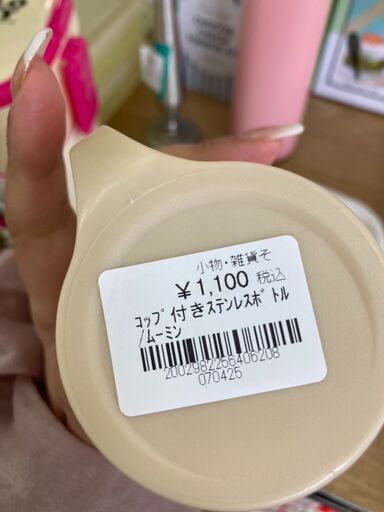 小物・雑貨そ
¥1,100 税込
コップ付きステンレスボトル
/ムーミン
2002982256406208
070425